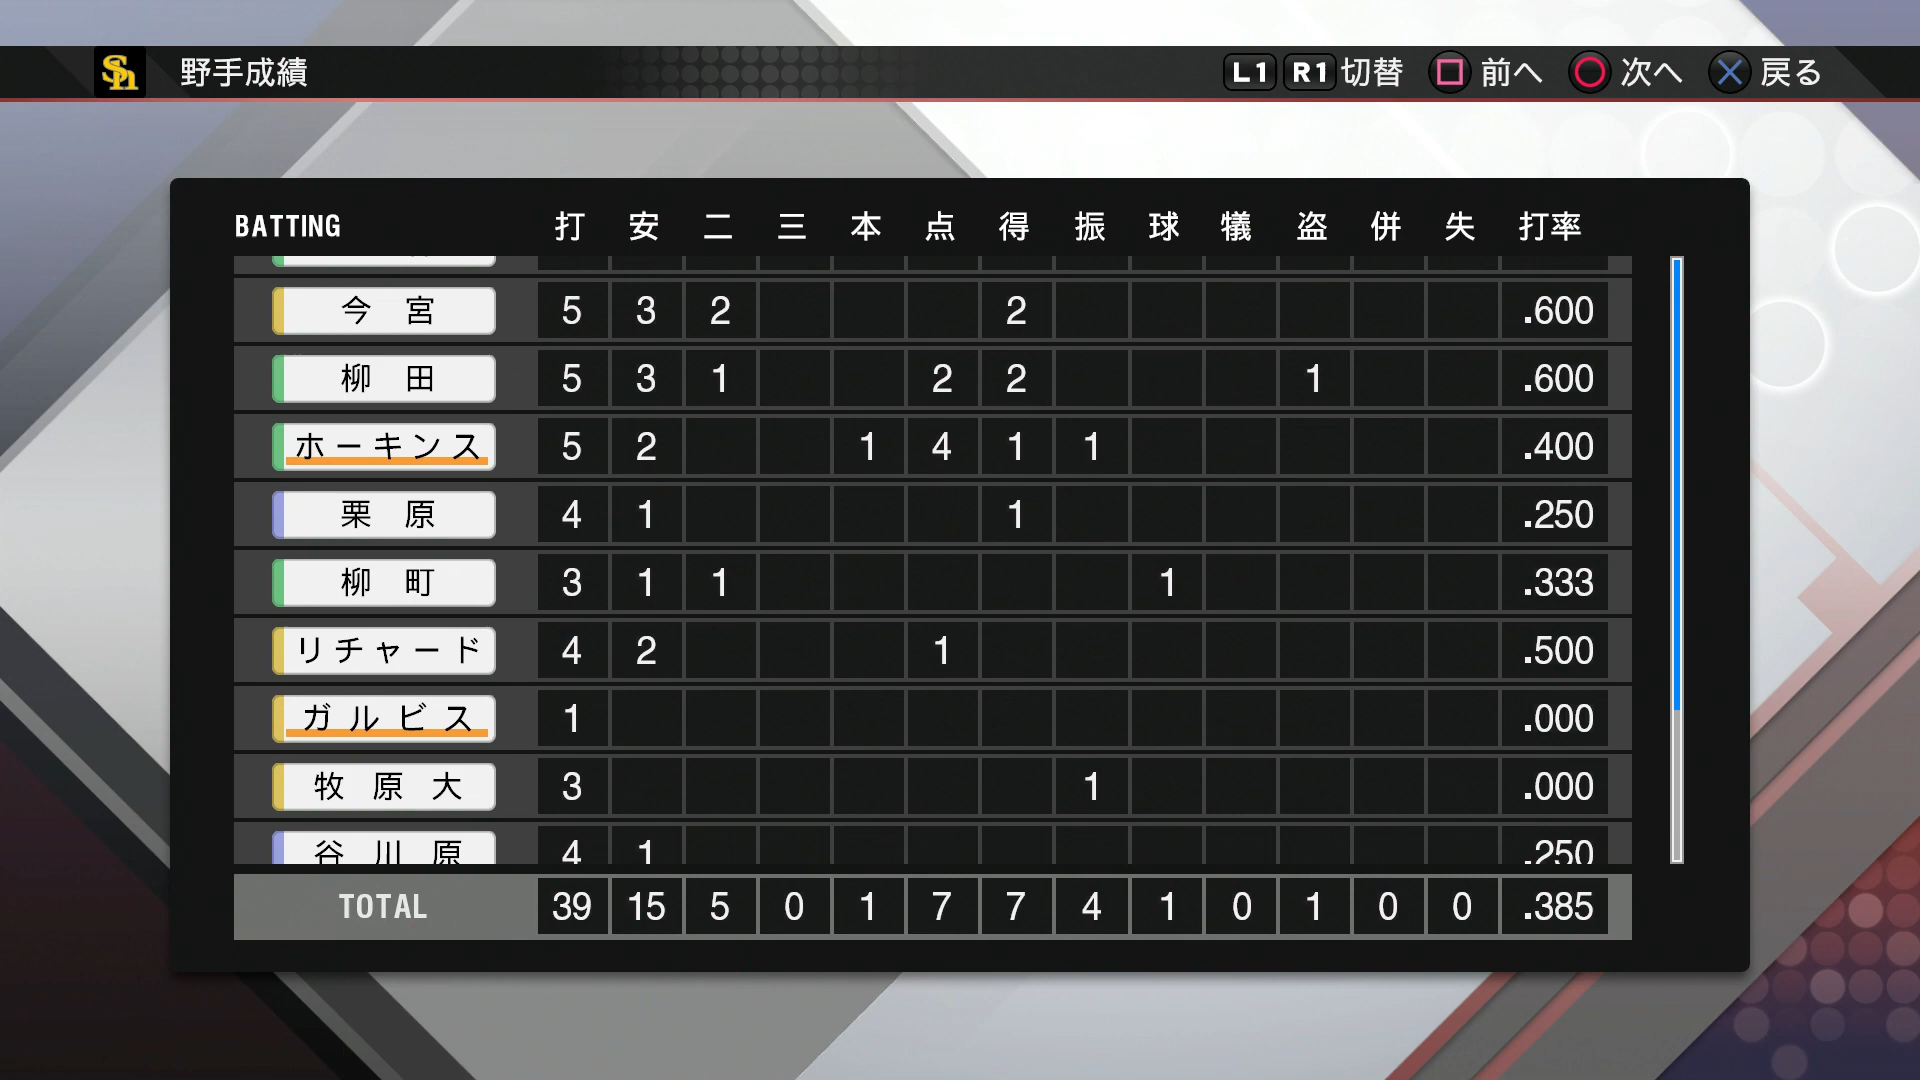 Sh 野手成績 L1 R1 切替 前へ 次へ 戻る
BATTING 打 安 二 三 本 点 得 振 球 犠 盗 併 失 打率
今宮 5 3 2 2 .600
柳田 5 3 1 2 2 1 .600
ホーキンス 5 2 1 4 1 1 .400
栗原 4 1 1 .250
柳町 3 1 1 1 .333
リチャード 4 2 1 .500
ガルビス 1 .000
牧原大 3 1 .000
谷川原 4 1 .250
TOTAL 39 15 5 0 1 7 7 4 1 0 1 0 0 .385